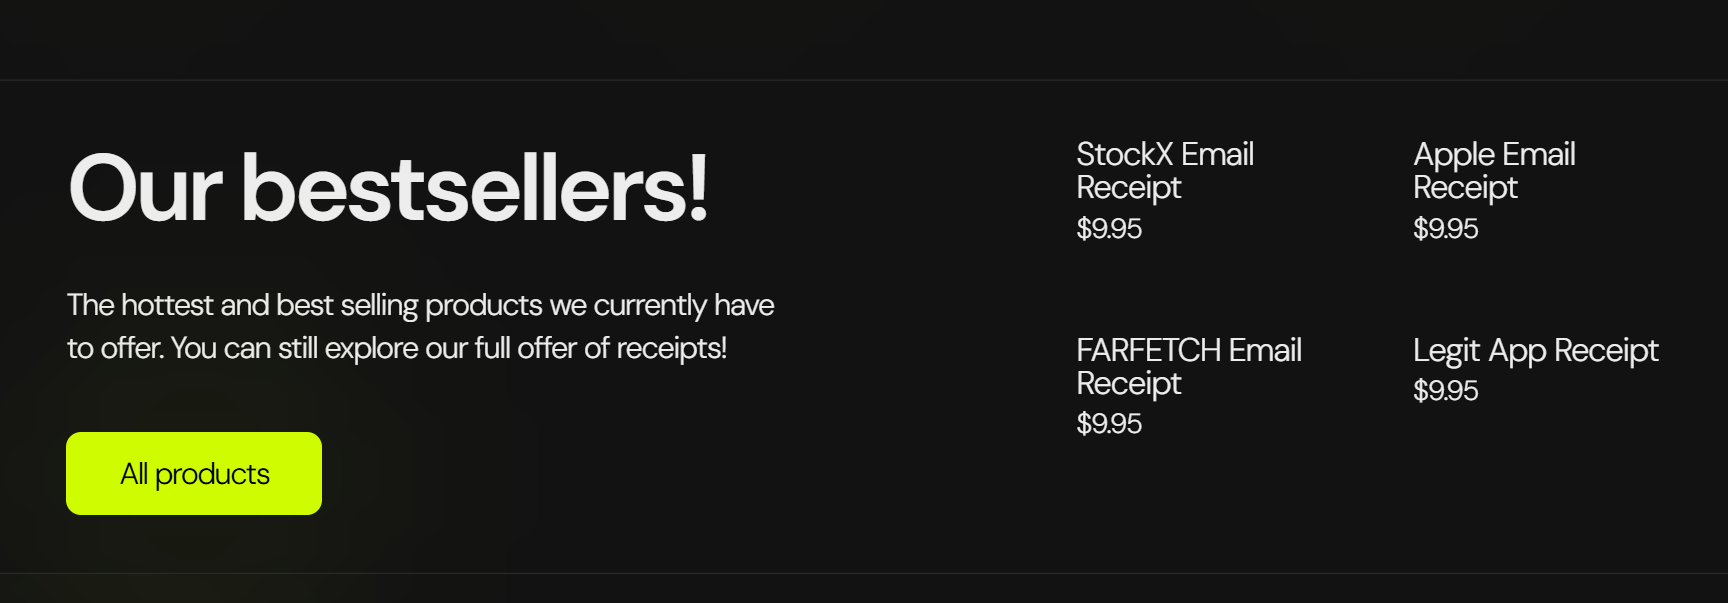 Our bestsellers!
The hottest and best selling products we currently have
to offer. You can still explore our full offer of receipts!
All products
StockX Email
Receipt
$9.95
Apple Email
Receipt
$9.95
FARFETCH Email
Receipt
$9.95
Legit App Receipt
$9.95